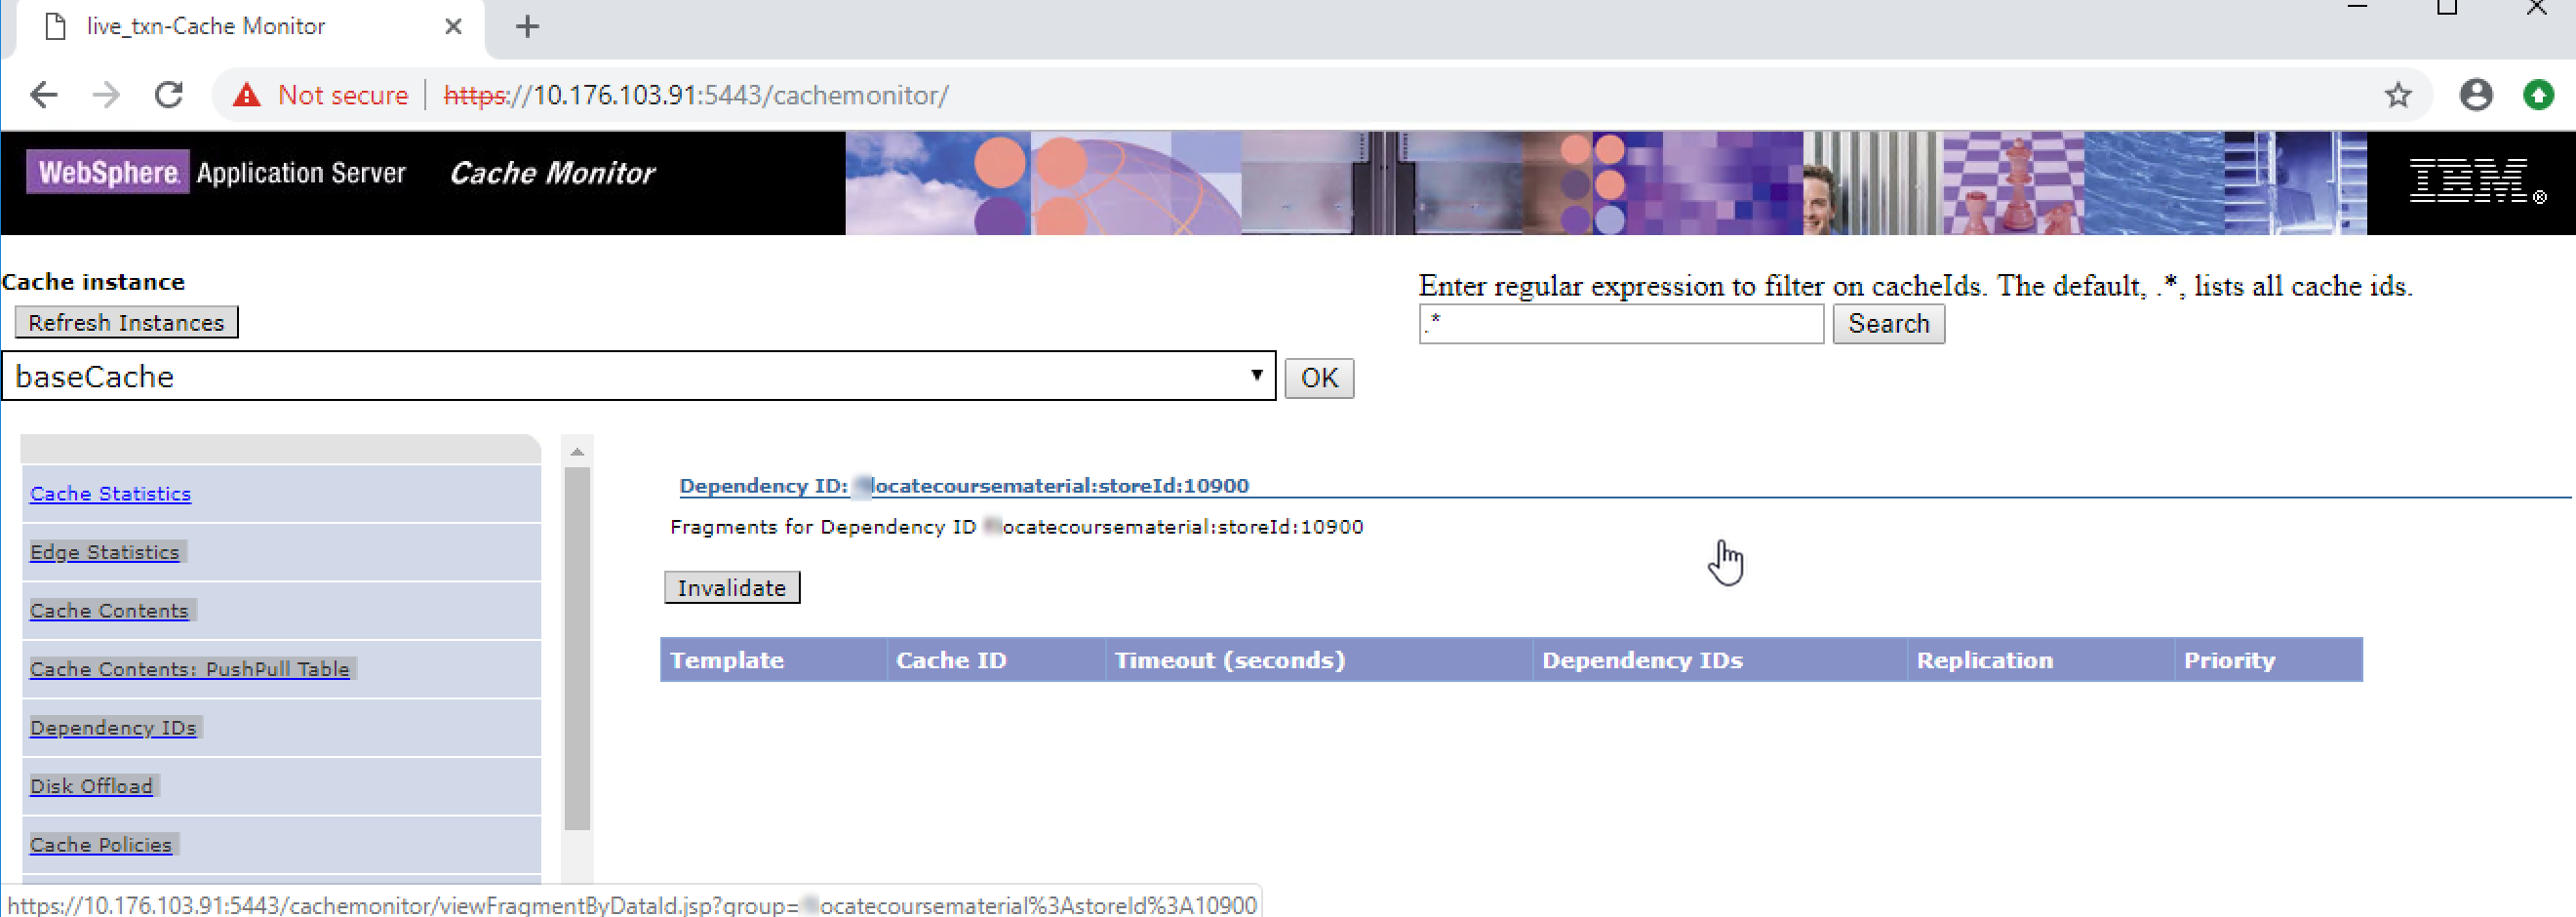 live_txn-Cache Monitor
Not secure | https://10.176.103.91:5443/cachemonitor/
WebSphere. Application Server Cache Monitor
IBM®
Cache instance
Refresh Instances
baseCache
OK
Enter regular expression to filter on cacheIds. The default, .*, lists all cache ids.
.*
Search
Cache Statistics
Edge Statistics
Cache Contents
Cache Contents: PushPull Table
Dependency IDs
Disk Offload
Cache Policies
Dependency ID: locatecoursematerial:storeId:10900
Fragments for Dependency ID ocatecoursematerial:storeId:10900
Invalidate
Template Cache ID Timeout (seconds) Dependency IDs Replication Priority
https://10.176.103.91:5443/cachemonitor/viewFragmentByDataId.jsp?group= ocatecoursematerial%3AstoreId%3A10900